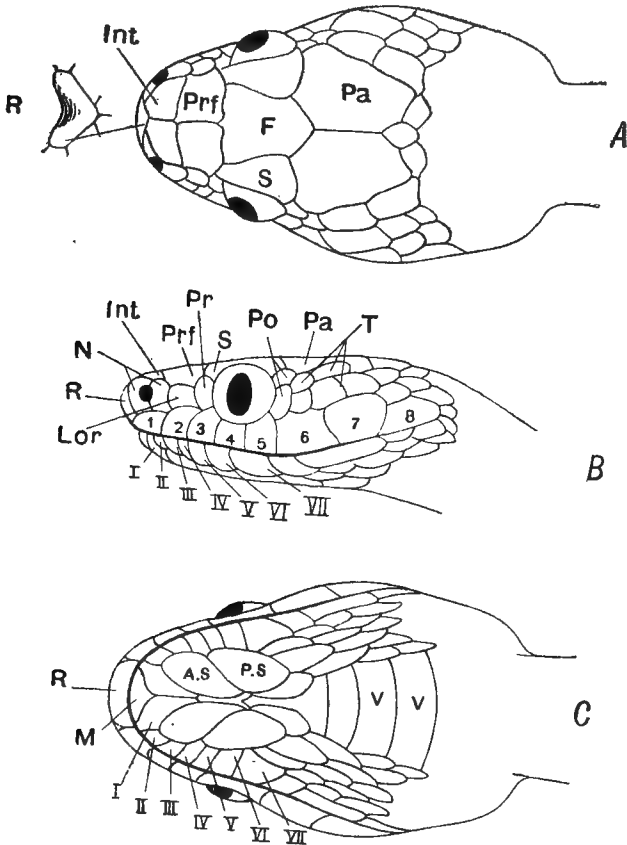 Int
R
Prf
Pa
F
S
A
Int
Pr
Prf
S
Po
Pa
T
N
R
Lor
1 2 3 4 5 6 7 8
I II III IV V VI VII
B
R
A.S P.S
V V
M
C
I II III IV V VI VII